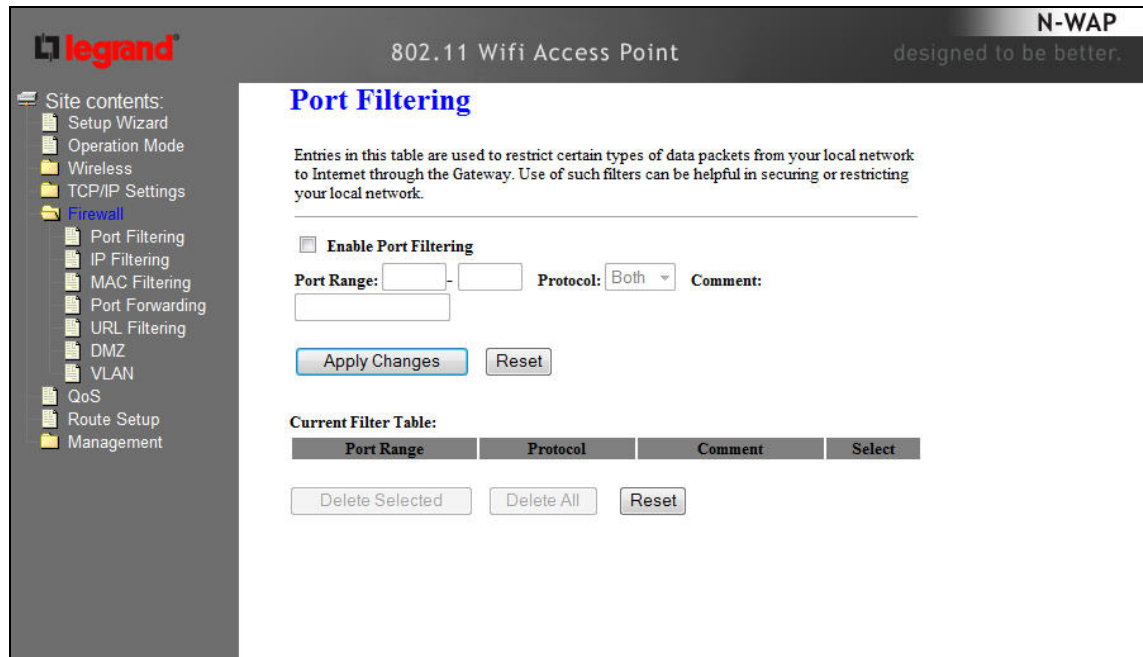 N-WAP
legrand®
802.11 Wifi Access Point
designed to be better.
Site contents:
Setup Wizard
Operation Mode
Wireless
TCP/IP Settings
Firewall
Port Filtering
IP Filtering
MAC Filtering
Port Forwarding
URL Filtering
DMZ
VLAN
QoS
Route Setup
Management
Port Filtering
Entries in this table are used to restrict certain types of data packets from your local network
to Internet through the Gateway. Use of such filters can be helpful in securing or restricting
your local network.
Enable Port Filtering
Port Range: - Protocol: Both Comment:
Apply Changes Reset
Current Filter Table:
Port Range Protocol Comment Select
Delete Selected Delete All Reset